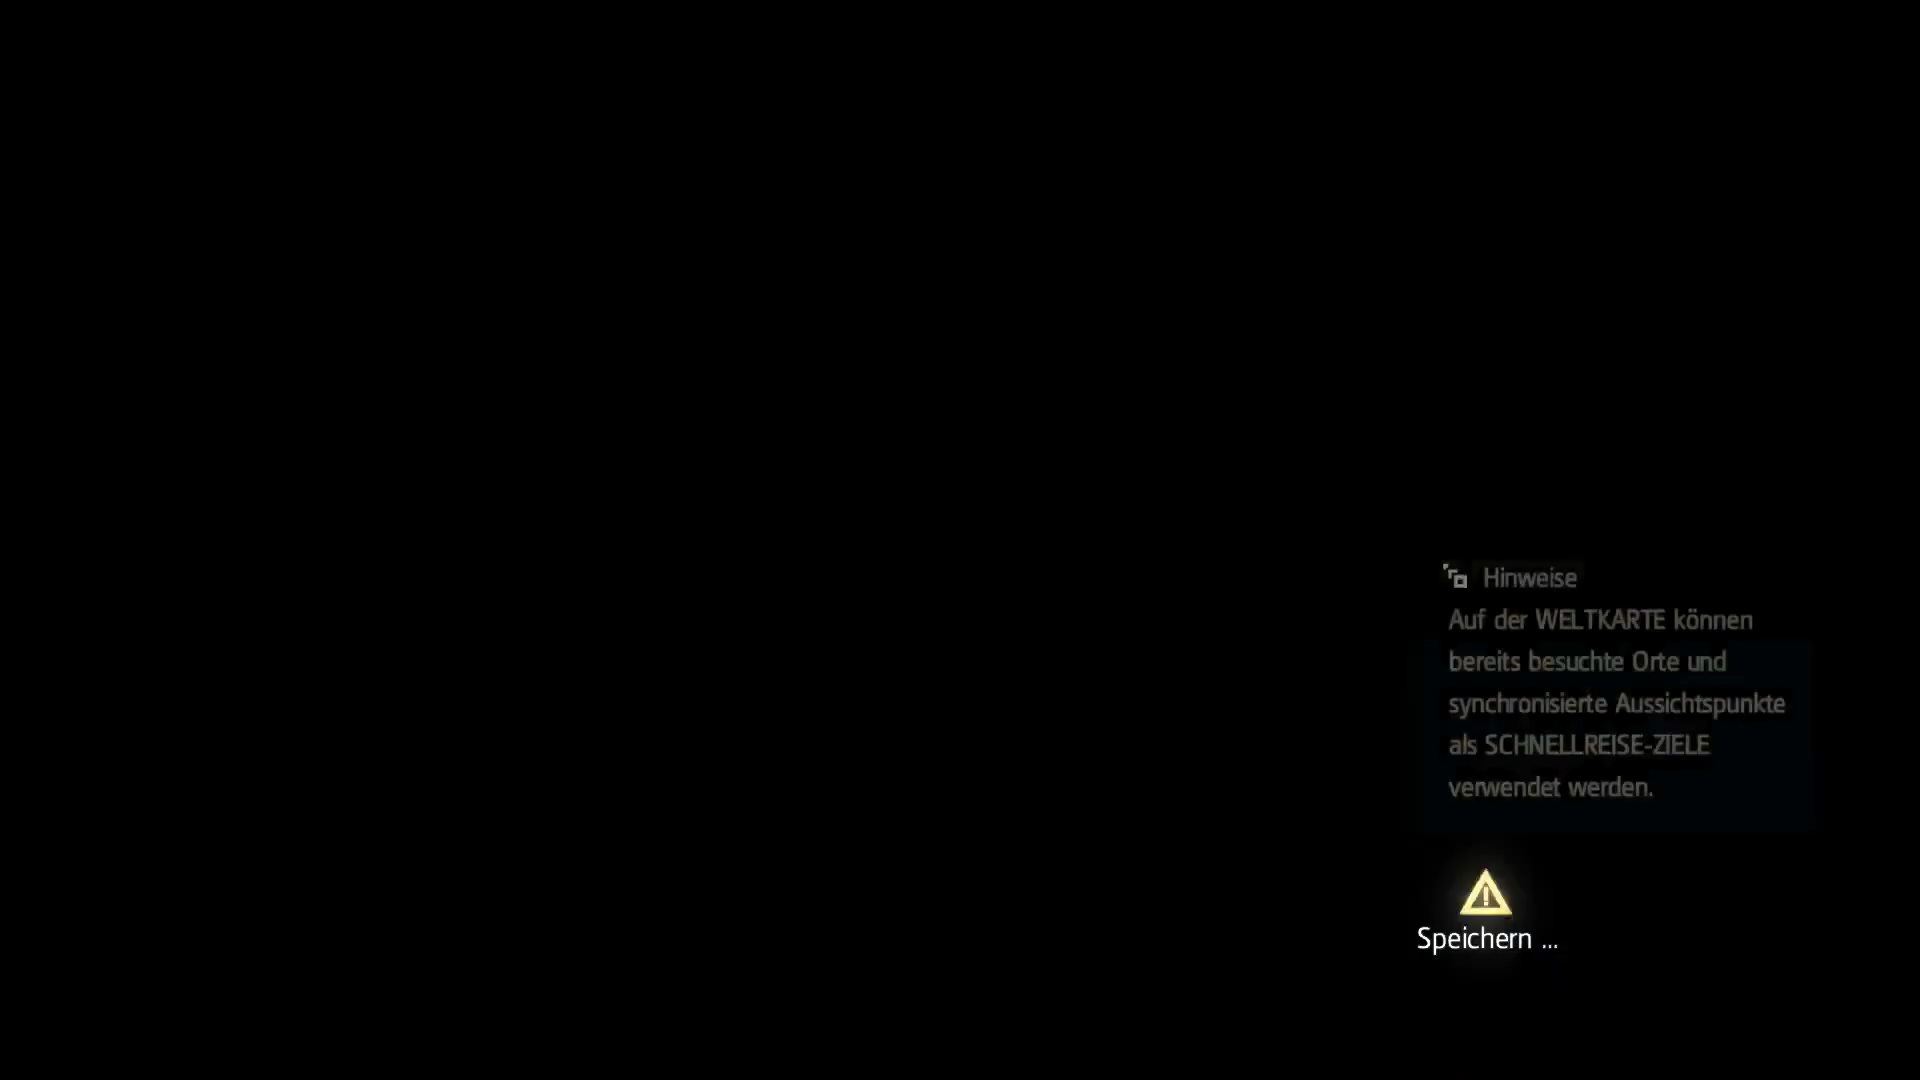 Hinweise
Auf der WELTKARTE können
bereits besuchte Orte und
synchronisierte Aussichtspunkte
als SCHNELLREISE-ZIELE
verwendet werden.
Speichern ...